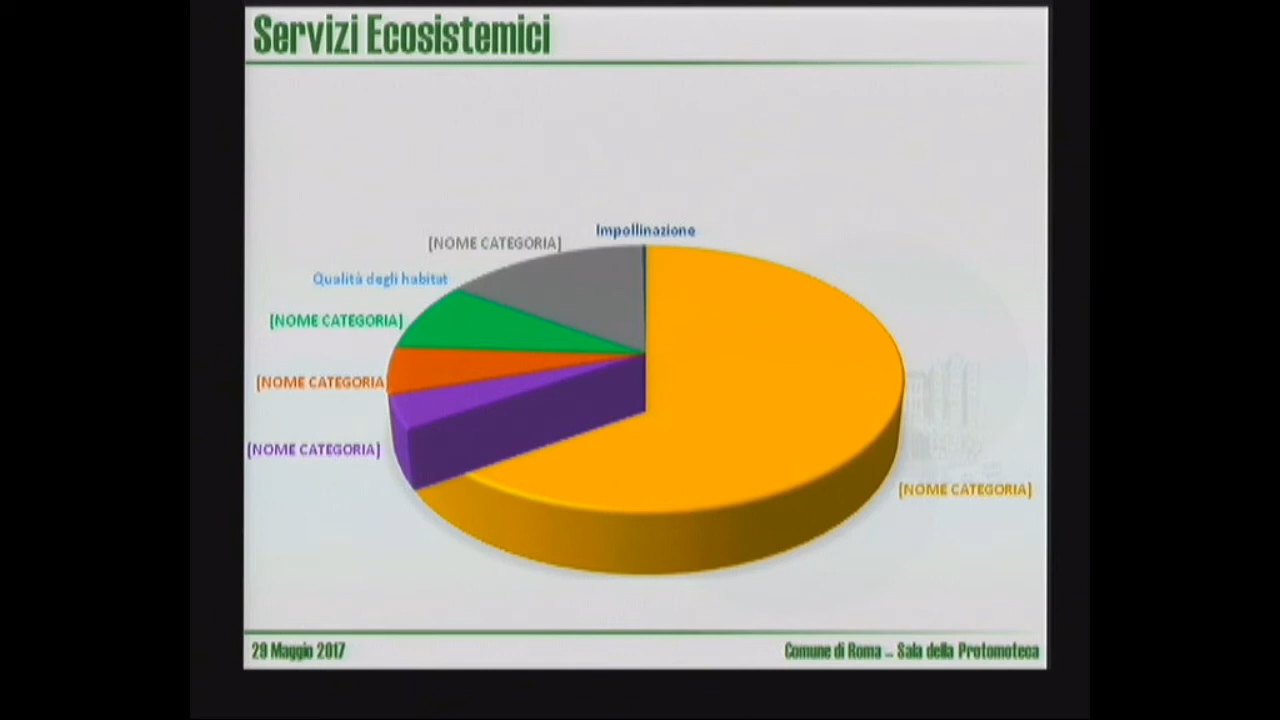 Servizi Ecosistemici
Impollinazione
[NOME CATEGORIA]
Qualità degli habitat
[NOME CATEGORIA]
[NOME CATEGORIA
[NOME CATEGORIA]
[NOME CATEGORIA]
29 Maggio 2017
Comune di Roma – Sala della Protomoteca